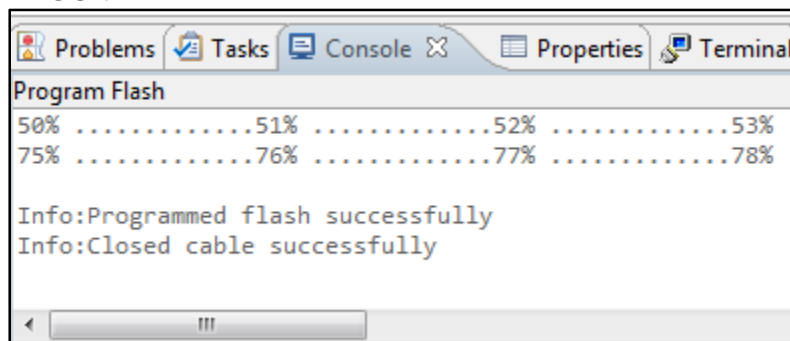 Problems Tasks Console Properties Terminal
Program Flash
50% .............51% .............52% .............53%
75% .............76% .............77% .............78%
Info:Programmed flash successfully
Info:Closed cable successfully